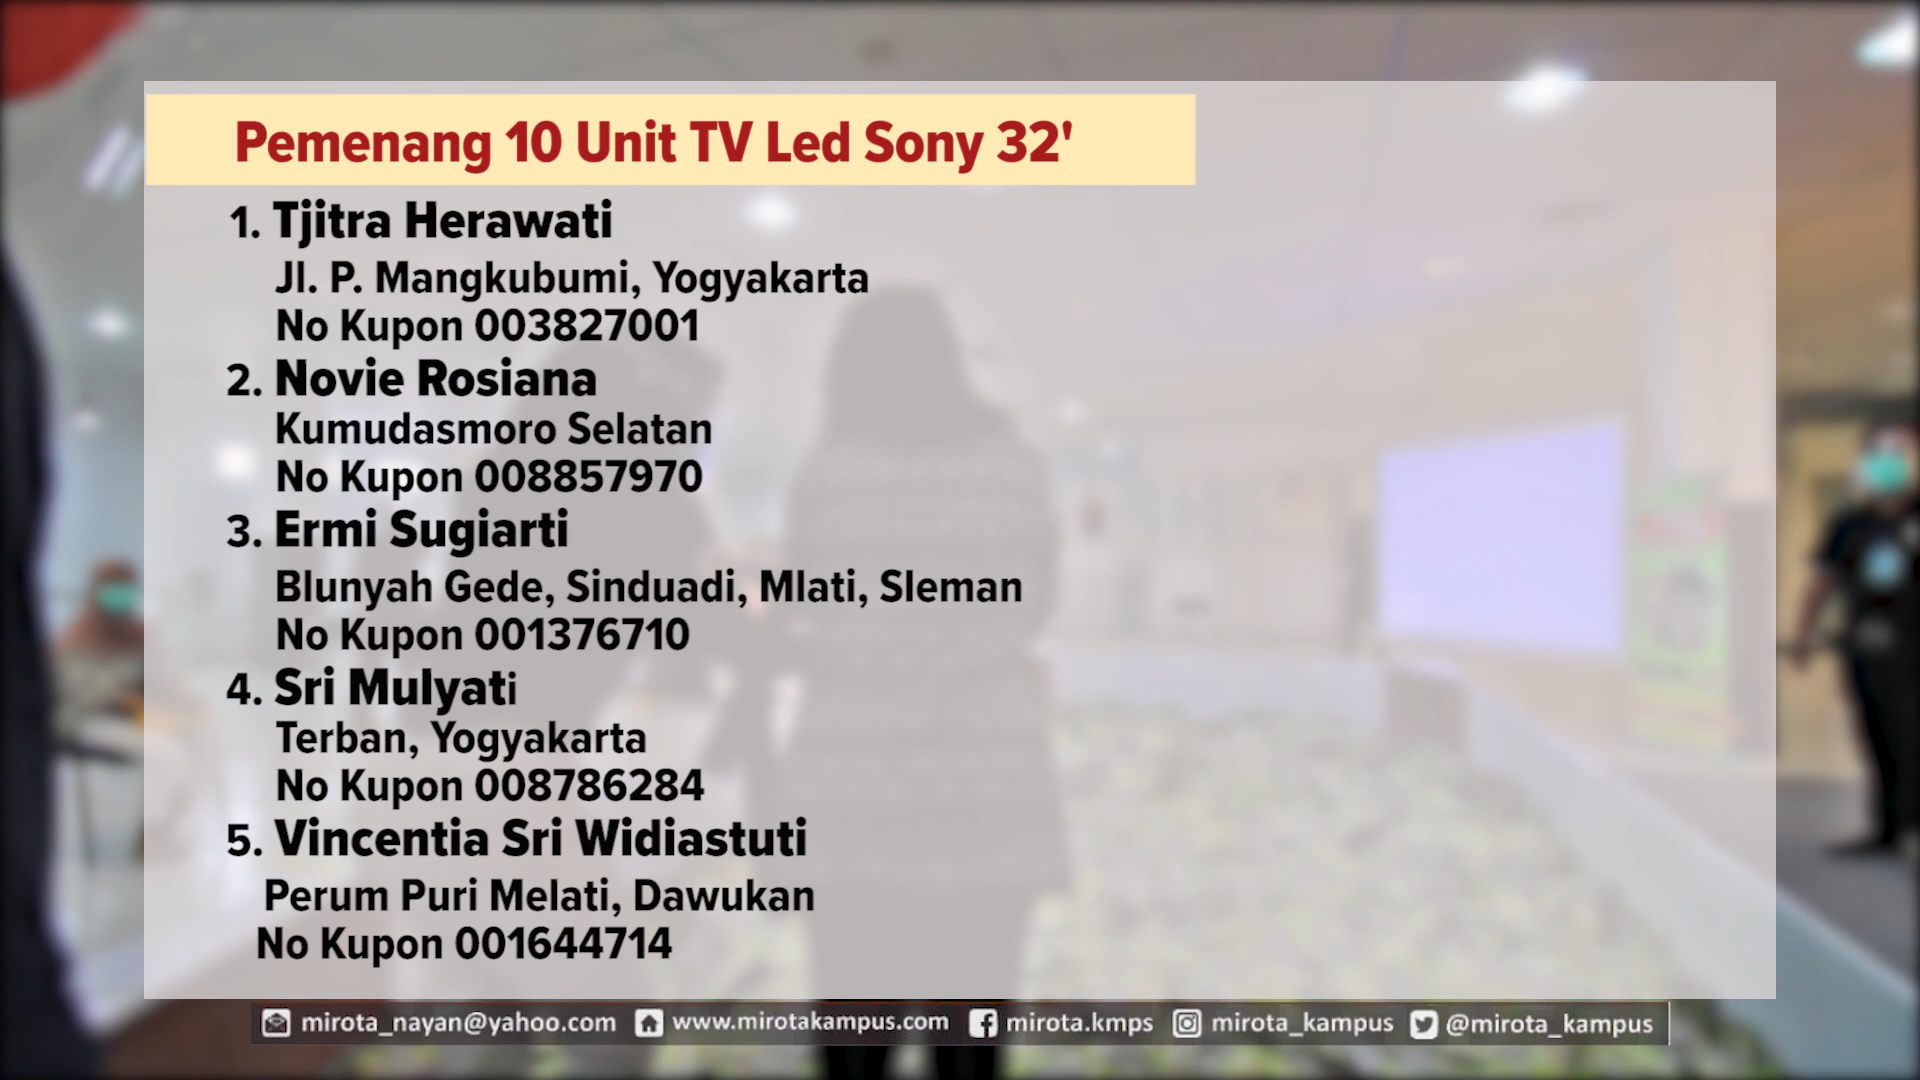 Pemenang 10 Unit TV Led Sony 32'
1. Tjitra Herawati
Jl. P. Mangkubumi, Yogyakarta
No Kupon 003827001
2. Novie Rosiana
Kumudasmoro Selatan
No Kupon 008857970
3. Ermi Sugiarti
Blunyah Gede, Sinduadi, Mlati, Sleman
No Kupon 001376710
4. Sri Mulyati
Terban, Yogyakarta
No Kupon 008786284
5. Vincentia Sri Widiastuti
Perum Puri Melati, Dawukan
No Kupon 001644714
mirota_nayan@yahoo.com www.mirotakampus.com mirota.kmps mirota_kampus @mirota_kampus